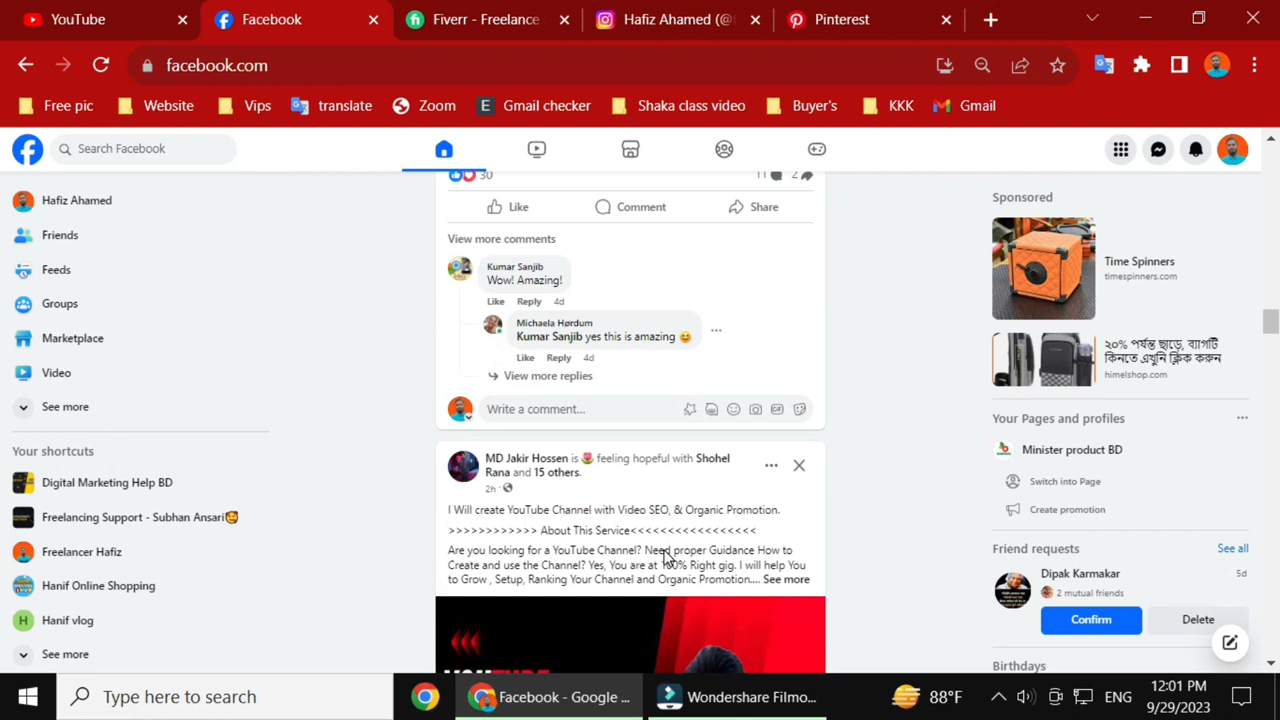 YouTube
Facebook
Fiverr - Freelance
Hafiz Ahamed (@
Pinterest
facebook.com
Free pic
Website
Vips
translate
Zoom
Gmail checker
Shaka class video
Buyer's
KKK
Gmail
Search Facebook
Hafiz Ahamed
Friends
Feeds
Groups
Marketplace
Video
See more
Your shortcuts
Digital Marketing Help BD
Freelancing Support - Subhan Ansari🥰
Freelancer Hafiz
Hanif Online Shopping
H Hanif vlog
See more
30
11 2
Like
Comment
Share
View more comments
Kumar Sanjib
Wow! Amazing!
Like Reply 4d
Michaela Hørdum
Kumar Sanjib yes this is amazing 😊
Like Reply 4d
View more replies
Write a comment...
MD Jakir Hossen is 🌷 feeling hopeful with Shohel
Rana and 15 others.
2h
I Will create YouTube Channel with Video SEO, & Organic Promotion.
>>>>>>>>>>>> About This Service<<<<<<<<<<<<<<<<<
Are you looking for a YouTube Channel? Need proper Guidance How to
Create and use the Channel? Yes, You are at 100% Right gig. I will help You
to Grow , Setup, Ranking Your Channel and Organic Promotion.... See more
Sponsored
Time Spinners
timespinners.com
২০% পর্যন্ত ছাড়ে, ব্যাগটি
কিনতে এখুনি ক্লিক করুন
himelshop.com
Your Pages and profiles
Minister product BD
Switch into Page
Create promotion
Friend requests
See all
Dipak Karmakar
5d
2 mutual friends
Confirm
Delete
Birthdays
Type here to search
Facebook - Google ...
Wondershare Filmo...
88°F
ENG
12:01 PM
9/29/2023